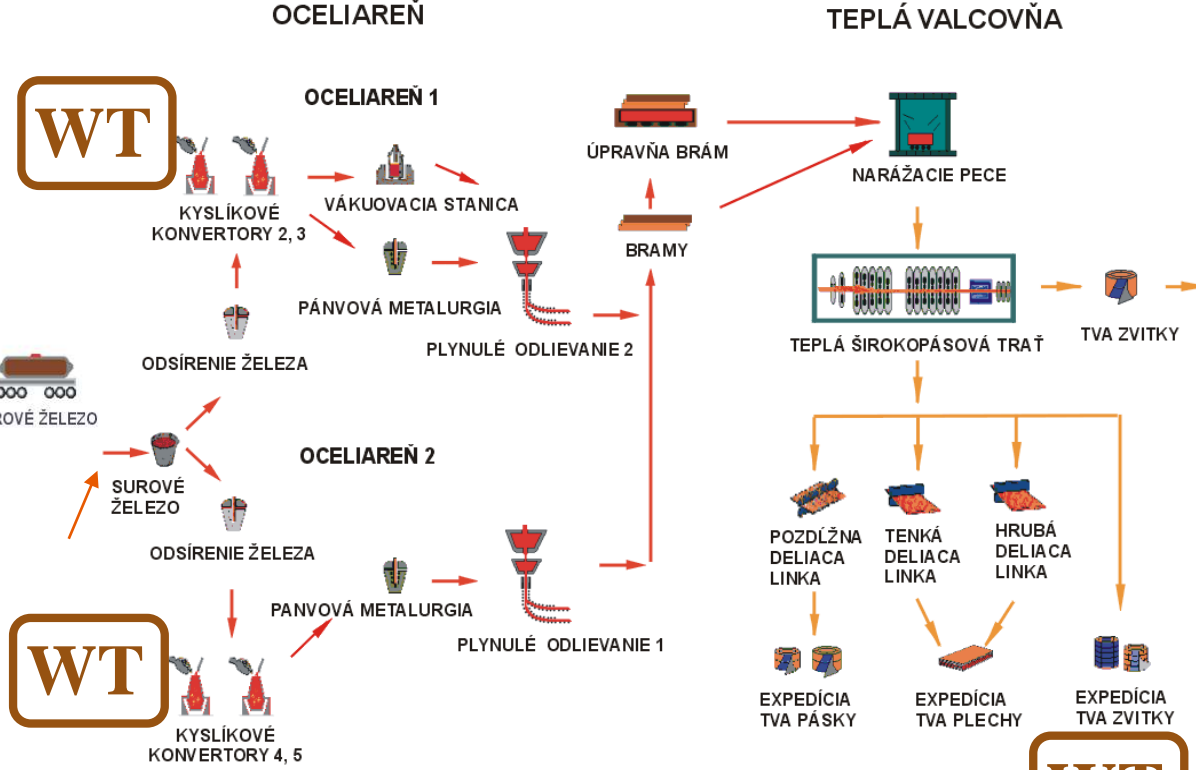 OCELIAREŇ
TEPLÁ VALCOVŇA
WT
OCELIAREŇ 1
ÚPRAVŇA BRÁM
NARÁŽACIE PECE
VÁKUOVACIA STANICA
KYSLÍKOVÉ
KONVERTORY 2, 3
BRAMY
PÁNVOVÁ METALURGIA
PLYNULÉ ODLIEVANIE 2
TEPLÁ ŠIROKOPÁSOVÁ TRAŤ
TVA ZVITKY
ODSÍRENIE ŽELEZA
ROVÉ ŽELEZO
OCELIAREŇ 2
SUROVÉ
ŽELEZO
ODSÍRENIE ŽELEZA
POZDĹŽNA
DELIACA
LINKA
TENKÁ
DELIACA
LINKA
HRUBÁ
DELIACA
LINKA
PANVOVÁ METALURGIA
PLYNULÉ ODLIEVANIE 1
WT
KYSLÍKOVÉ
KONVERTORY 4, 5
EXPEDÍCIA
TVA PÁSKY
EXPEDÍCIA
TVA PLECHY
EXPEDÍCIA
TVA ZVITKY